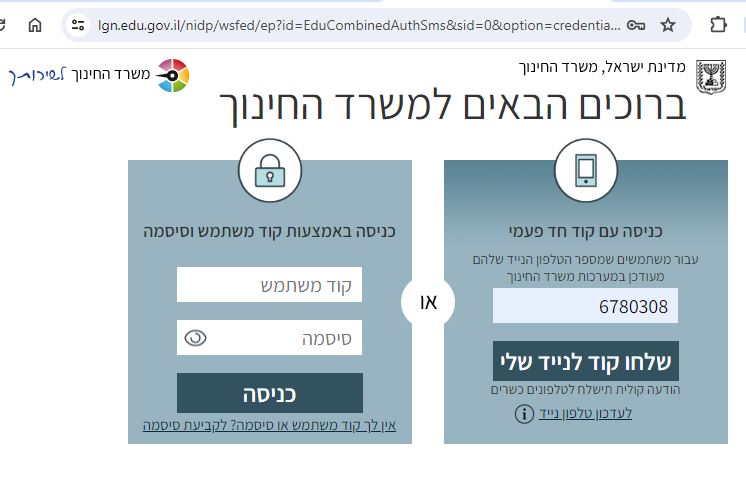 lgn.edu.gov.il/nidp/wsfed/ep?id=EduCombinedAuthSms&sid=0&option=credentia...
מדינת ישראל, משרד החינוך
משרד החינוך לשירותך
ברוכים הבאים למשרד החינוך
כניסה עם קוד חד פעמי
עבור משתמשים שמספר הטלפון הנייד שלהם
מעודכן במערכות משרד החינוך
6780308
שלחו קוד לנייד שלי
הודעה קולית תישלח לטלפונים כשרים
לעדכון טלפון נייד
או
כניסה באמצעות קוד משתמש וסיסמה
קוד משתמש
סיסמה
כניסה
אין לך קוד משתמש או סיסמה? לקביעת סיסמה